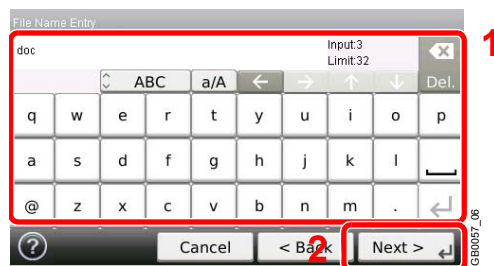 File Name Entry
doc
Input:3
Limit:32
1
ABC a/A ← → ↑ ↓ Del.
q w e r t y u i o p
a s d f g h j k l
@ z x c v b n m .
? Cancel < Back 2 Next >
GB0057_06